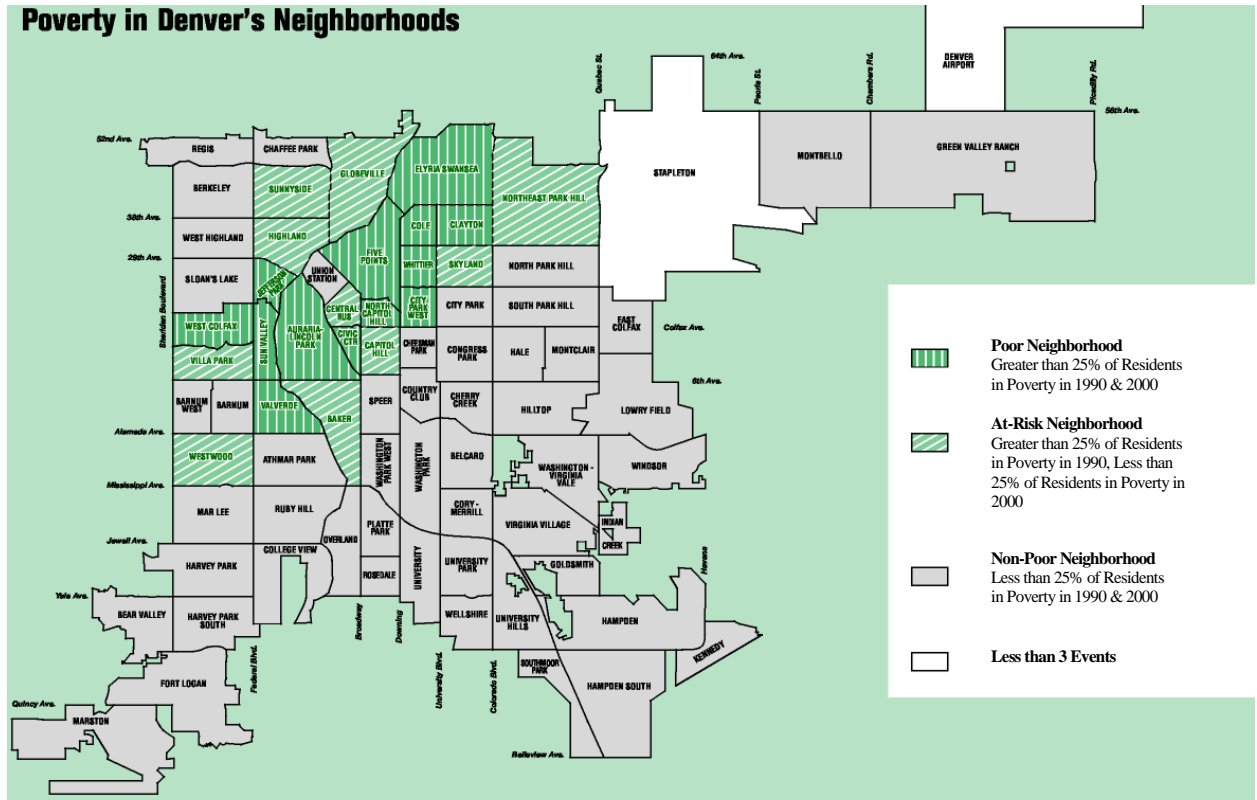 Poverty in Denver's Neighborhoods
DENVER
AIRPORT
64th Ave.
Quebec St.
Peoria St.
Chambers Rd.
Picadilly Rd.
56th Ave.
52nd Ave.
REGIS
CHAFFEE PARK
GLOBEVILLE
ELYRIA SWANSEA
STAPLETON
MONTBELLO
GREEN VALLEY RANCH
BERKELEY
SUNNYSIDE
NORTHEAST PARK HILL
38th Ave.
WEST HIGHLAND
HIGHLAND
COLE
CLAYTON
FIVE
POINTS
29th Ave.
SLOAN'S LAKE
JEFFERSON
PARK
UNION
STATION
WHITTIER
SKYLAND
NORTH PARK HILL
Sheridan Boulevard
WEST COLFAX
SUN VALLEY
AURARIA-
LINCOLN
PARK
CENTRAL
BUS
NORTH
CAPITOL
HILL
CITY
PARK
WEST
CITY PARK
SOUTH PARK HILL
EAST
COLFAX
Colfax Ave.
VILLA PARK
CIVIC
CTR
CAPITOL
HILL
CHEESMAN
PARK
CONGRESS
PARK
HALE
MONTCLAIR
6th Ave.
BARNUM
WEST
BARNUM
VALVERDE
BAKER
SPEER
COUNTRY
CLUB
CHERRY
CREEK
HILLTOP
LOWRY FIELD
Alameda Ave.
WESTWOOD
ATHMAR PARK
WASHINGTON
PARK WEST
WASHINGTON
PARK
BELCARO
WASHINGTON -
VIRGINIA
VALE
WINDSOR
Mississippi Ave.
MAR LEE
RUBY HILL
OVERLAND
PLATTE
PARK
CORY -
MERRILL
VIRGINIA VILLAGE
INDIAN
CREEK
Jewell Ave.
HARVEY PARK
COLLEGE VIEW
ROSEDALE
UNIVERSITY
UNIVERSITY
PARK
GOLDSMITH
Havana
Yale Ave.
BEAR VALLEY
HARVEY PARK
SOUTH
Federal Blvd.
Broadway
Downing
University Blvd.
Colorado Blvd.
WELLSHIRE
UNIVERSITY
HILLS
HAMPDEN
KENNEDY
SOUTHMOOR
PARK
HAMPDEN SOUTH
FORT LOGAN
Quincy Ave.
MARSTON
Belleview Ave.
Poor Neighborhood
Greater than 25% of Residents
in Poverty in 1990 & 2000
At-Risk Neighborhood
Greater than 25% of Residents
in Poverty in 1990, Less than
25% of Residents in Poverty in
2000
Non-Poor Neighborhood
Less than 25% of Residents
in Poverty in 1990 & 2000
Less than 3 Events